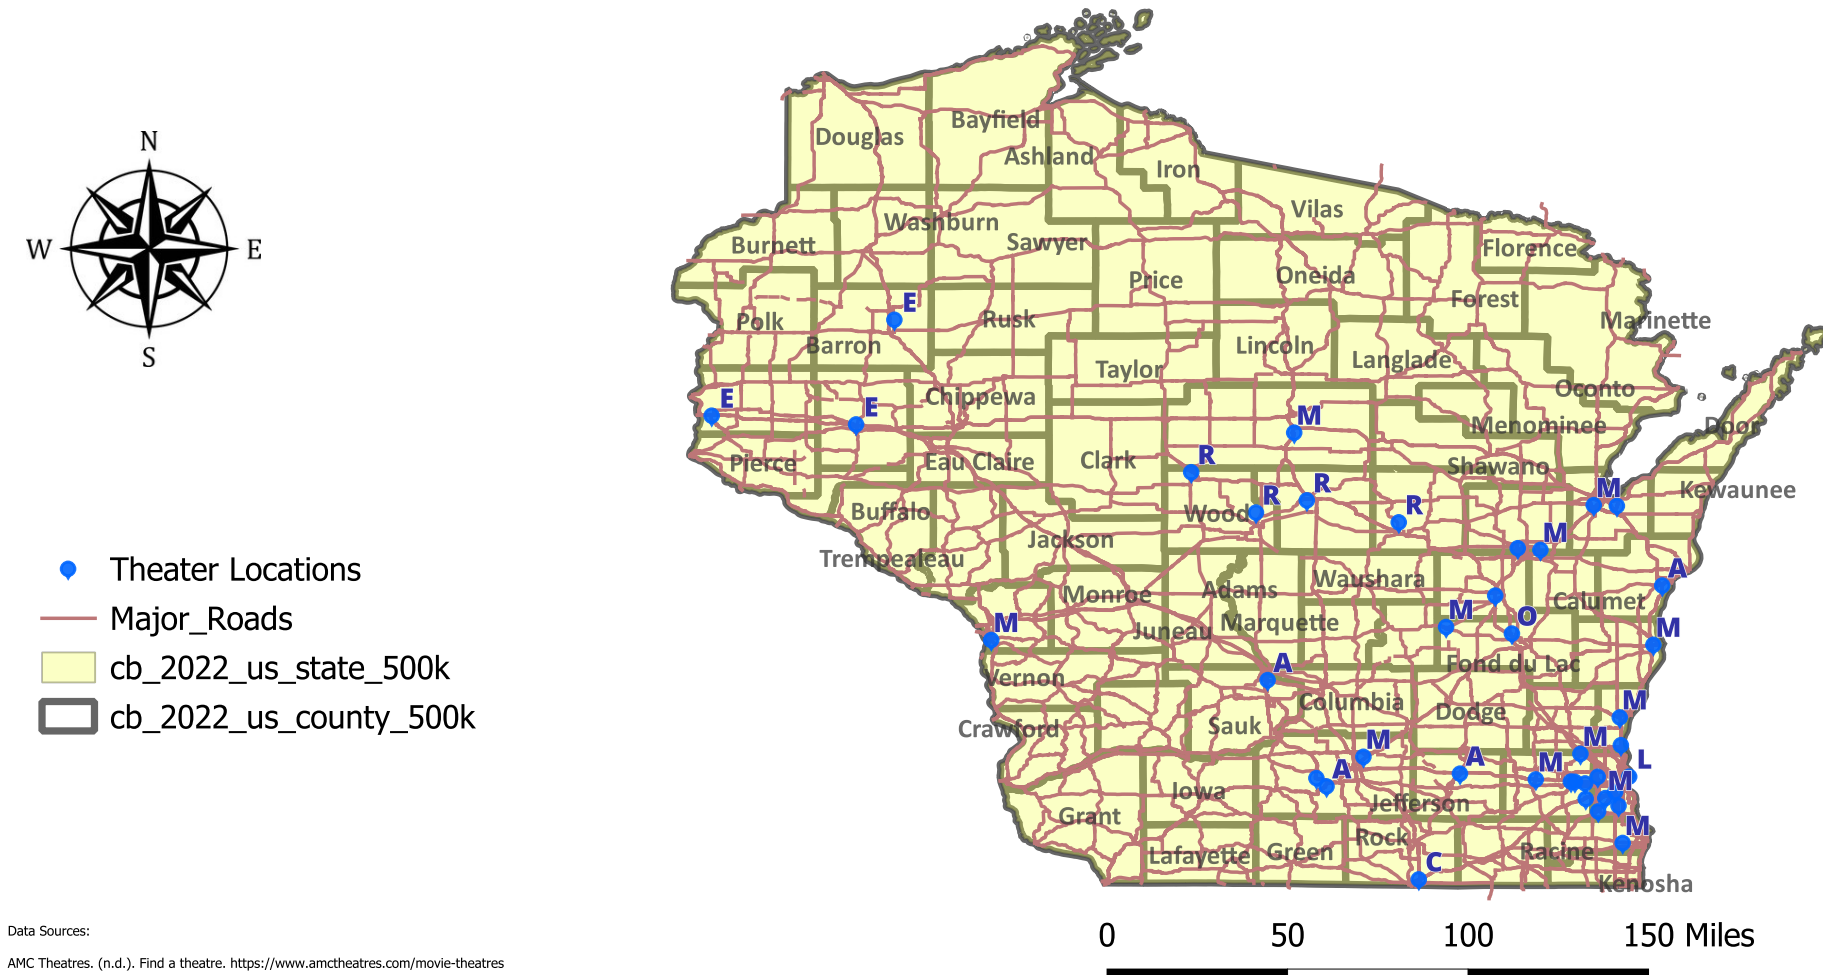 N
W E
S
Theater Locations
Major_Roads
cb_2022_us_state_500k
cb_2022_us_county_500k
Data Sources:
AMC Theatres. (n.d.). Find a theatre. https://www.amctheatres.com/movie-theatres
Bayfield
Douglas
Ashland
Iron
Vilas
Washburn
Burnett
Sawyer
Florence
Price
Oneida
Forest
E
Polk
Rusk
Marinette
Barron
Lincoln
Langlade
Taylor
Oconto
E
E
Chippewa
M
Menominee
Door
Pierce
Eau Claire
Clark
R
Shawano
M
Kewaunee
R
R
Buffalo
Wood
R
Jackson
M
Trempealeau
A
Waushara
Adams
Monroe
Calumet
M
M
O
Marquette
M
Juneau
A
Fond du Lac
Vernon
Columbia
M
Dodge
Sauk
Crawford
M
M
A
L
M
A
M
Iowa
Jefferson
Grant
M
Rock
Lafayette
Green
Racine
C
Kenosha
0 50 100 150 Miles